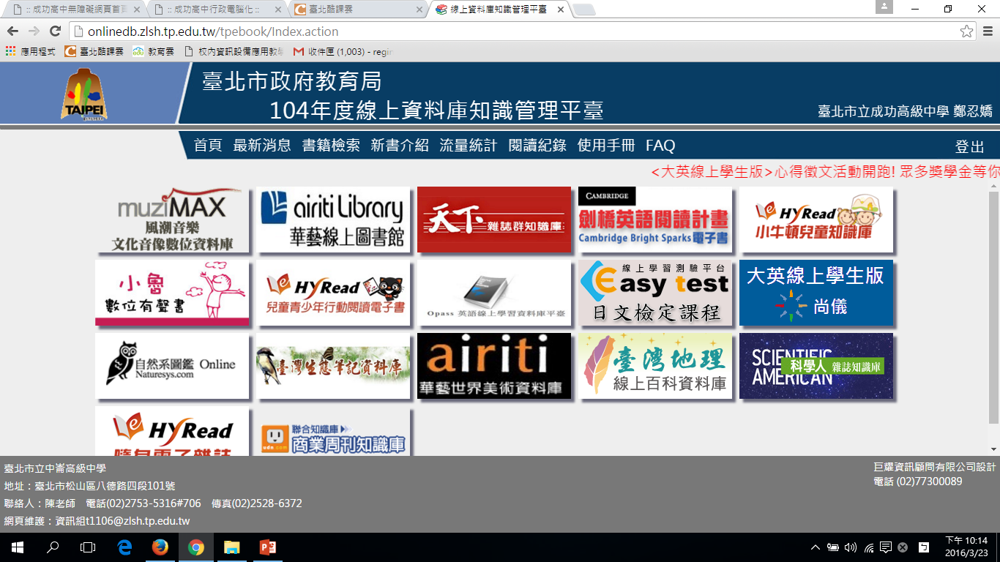 :: 成功高中無障礙網頁首頁
:: 成功高中行政電腦化 ::
臺北酷課雲
線上資料庫知識管理平臺
onlinedb.zlsh.tp.edu.tw/tpebook/Index.action
應用程式 臺北酷課雲 教育雲 校內資訊設備應用教學 收件匣 (1,003) - regin
TAIPEI
臺北市政府教育局
104年度線上資料庫知識管理平臺
臺北市立成功高級中學 鄭忍嬌
首頁 最新消息 書籍檢索 新書介紹 流量統計 閱讀紀錄 使用手冊 FAQ
登出
<大英線上學生版>心得徵文活動開跑! 眾多獎學金等你
muziMAX
風潮音樂
文化音像數位資料庫
airiti Library
華藝線上圖書館
天下雜誌群知識庫
CAMBRIDGE
劍橋英語閱讀計畫
Cambridge Bright Sparks 電子書
HyRead
小牛頓兒童知識庫
小魯
數位有聲書
HyRead
兒童青少年行動閱讀電子書
Opass 英語線上學習資料庫平臺
線上學習測驗平台
Easy test
日文檢定課程
大英線上學生版
尚儀
自然系圖鑑 Online
Naturesys.com
臺灣生態筆記資料庫
airiti
華藝世界美術資料庫
臺灣地理
線上百科資料庫
SCIENTIFIC
AMERICAN
科學人 雜誌知識庫
HyRead
隨身電子雜誌
udn.com
聯合知識庫
商業周刊知識庫
臺北市立中崙高級中學
地址：臺北市松山區八德路四段101號
聯絡人：陳老師 電話(02)2753-5316#706 傳真(02)2528-6372
網頁維護：資訊組t1106@zlsh.tp.edu.tw
巨耀資訊顧問有限公司設計
電話 (02)77300089
下午 10:14
2016/3/23